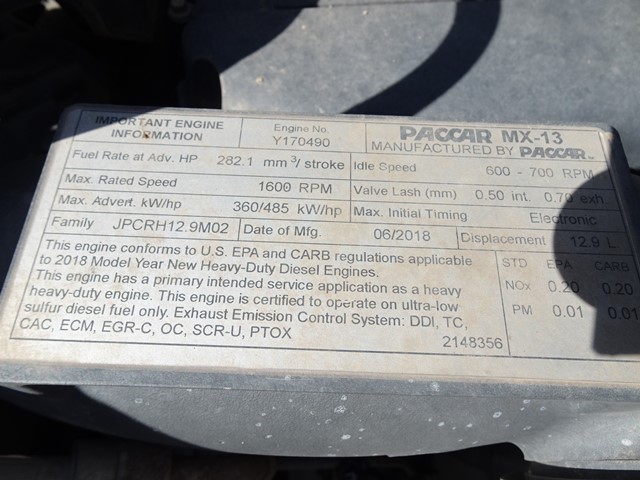 IMPORTANT ENGINE INFORMATION
Engine No. Y170490
PACCAR MX-13
MANUFACTURED BY PACCAR
Fuel Rate at Adv. HP 282.1 mm³/stroke
Idle Speed 600 - 700 RPM
Max. Rated Speed 1600 RPM
Valve Lash (mm) 0.50 int. 0.70 exh
Max. Advert. kW/hp 360/485 kW/hp
Max. Initial Timing Electronic
Family JPCRH12.9M02
Date of Mfg. 06/2018
Displacement 12.9 L
This engine conforms to U.S. EPA and CARB regulations applicable
to 2018 Model Year New Heavy-Duty Diesel Engines.
This engine has a primary intended service application as a heavy
heavy-duty engine. This engine is certified to operate on ultra-low
sulfur diesel fuel only. Exhaust Emission Control System: DDI, TC,
CAC, ECM, EGR-C, OC, SCR-U, PTOX
2148356
STD EPA CARB
NOx 0.20 0.20
PM 0.01 0.01